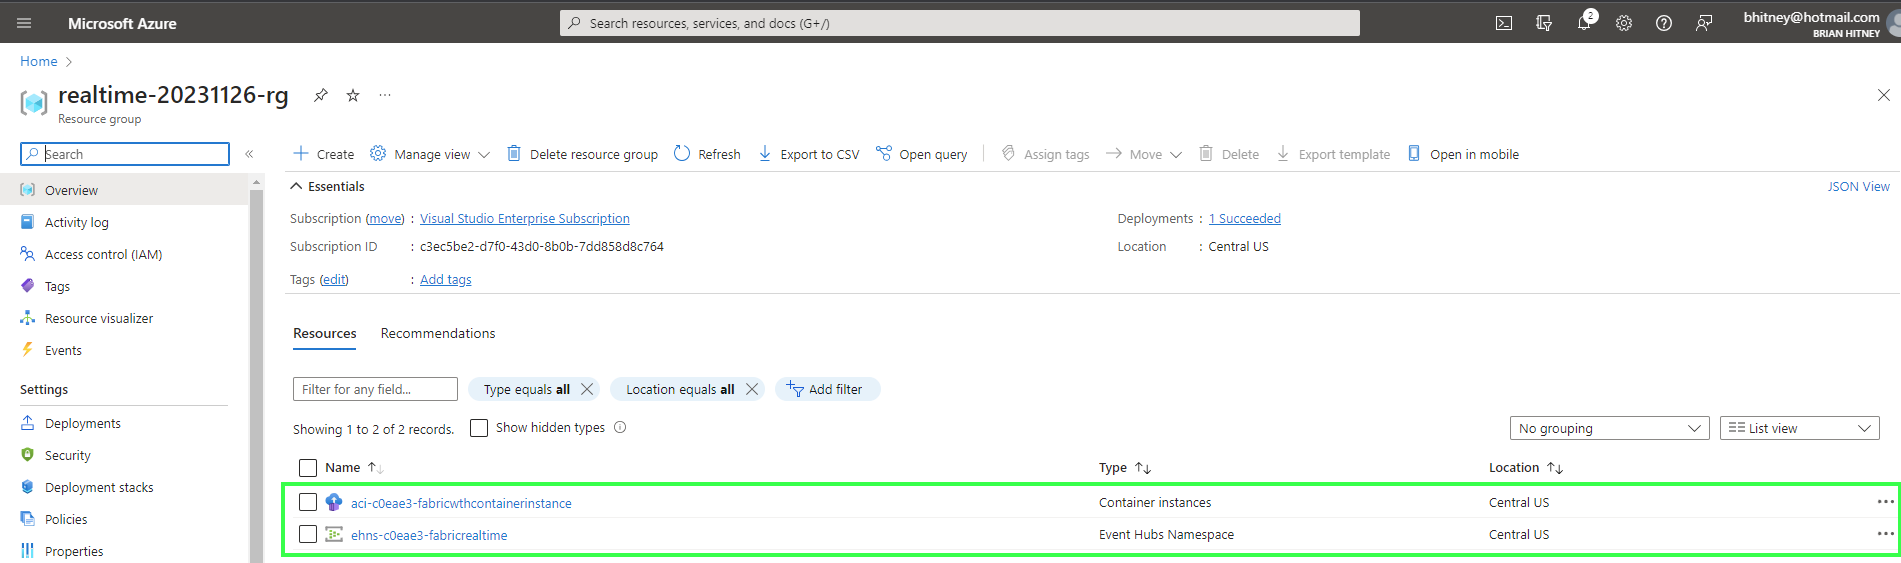 Microsoft Azure
Search resources, services, and docs (G+/)
2
bhitney@hotmail.com
BRIAN HITNEY
Home >
realtime-20231126-rg
Resource group
Search
Overview
Activity log
Access control (IAM)
Tags
Resource visualizer
Events
Settings
Deployments
Security
Deployment stacks
Policies
Properties
Create Manage view Delete resource group Refresh Export to CSV Open query Assign tags Move Delete Export template Open in mobile
Essentials
JSON View
Subscription (move) : Visual Studio Enterprise Subscription
Subscription ID : c3ec5be2-d7f0-43d0-8b0b-7dd858d8c764
Tags (edit) : Add tags
Deployments : 1 Succeeded
Location : Central US
Resources Recommendations
Filter for any field... Type equals all Location equals all Add filter
Showing 1 to 2 of 2 records. Show hidden types
No grouping List view
Name Type Location
aci-c0eae3-fabricwthcontainerinstance Container instances Central US
ehns-c0eae3-fabricrealtime Event Hubs Namespace Central US